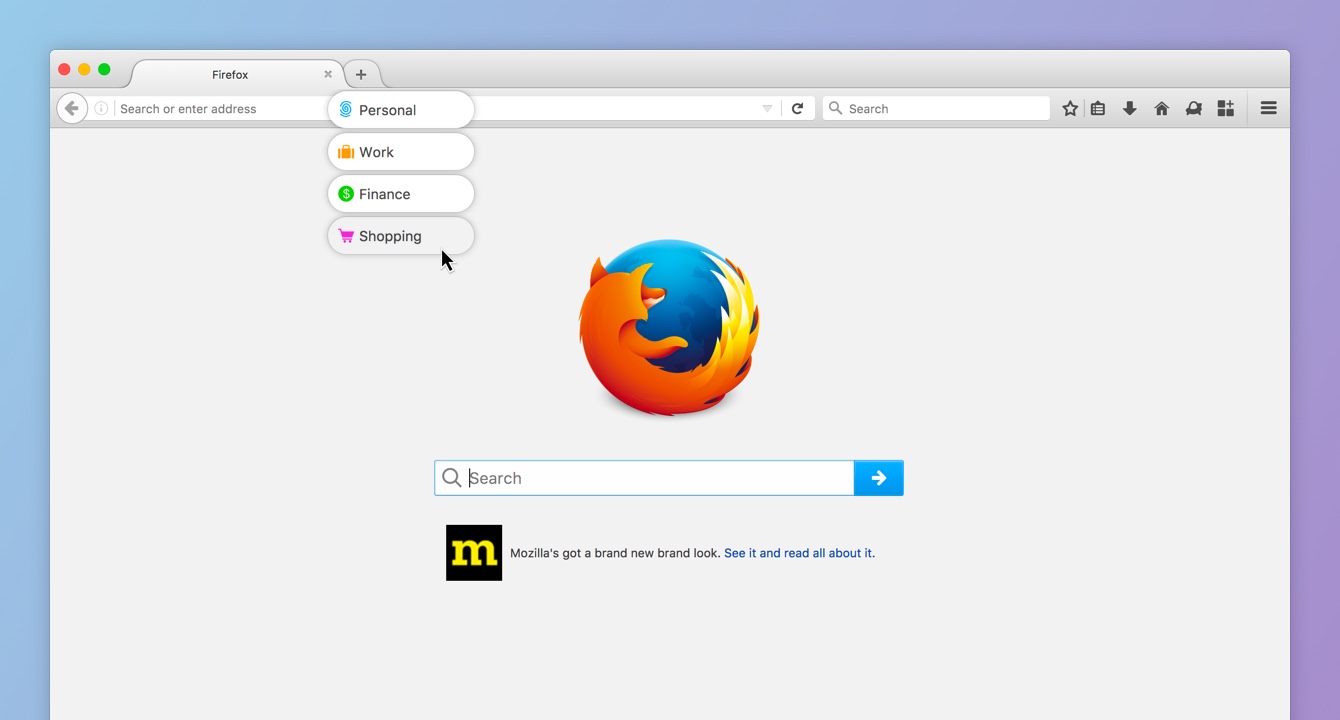 Firefox
Search or enter address
Search
Personal
Work
Finance
Shopping
Search
m
Mozilla's got a brand new brand look. See it and read all about it.